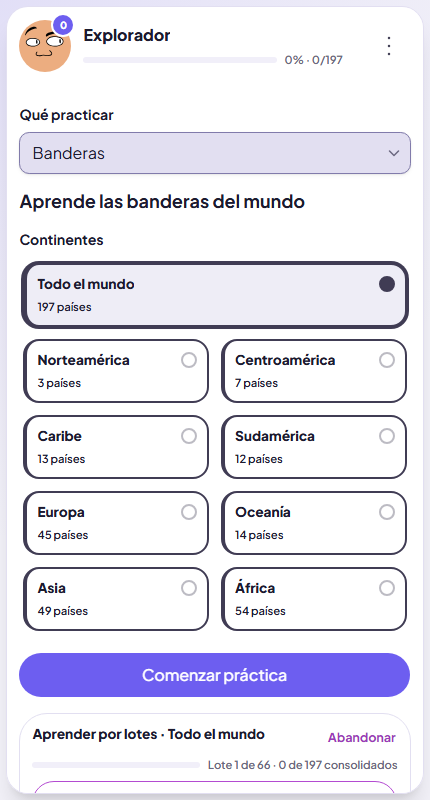 0
Explorador
0% · 0/197
Qué practicar
Banderas
Aprende las banderas del mundo
Continentes
Todo el mundo
197 países
Norteamérica
3 países
Centroamérica
7 países
Caribe
13 países
Sudamérica
12 países
Europa
45 países
Oceanía
14 países
Asia
49 países
África
54 países
Comenzar práctica
Aprender por lotes · Todo el mundo
Abandonar
Lote 1 de 66 · 0 de 197 consolidados